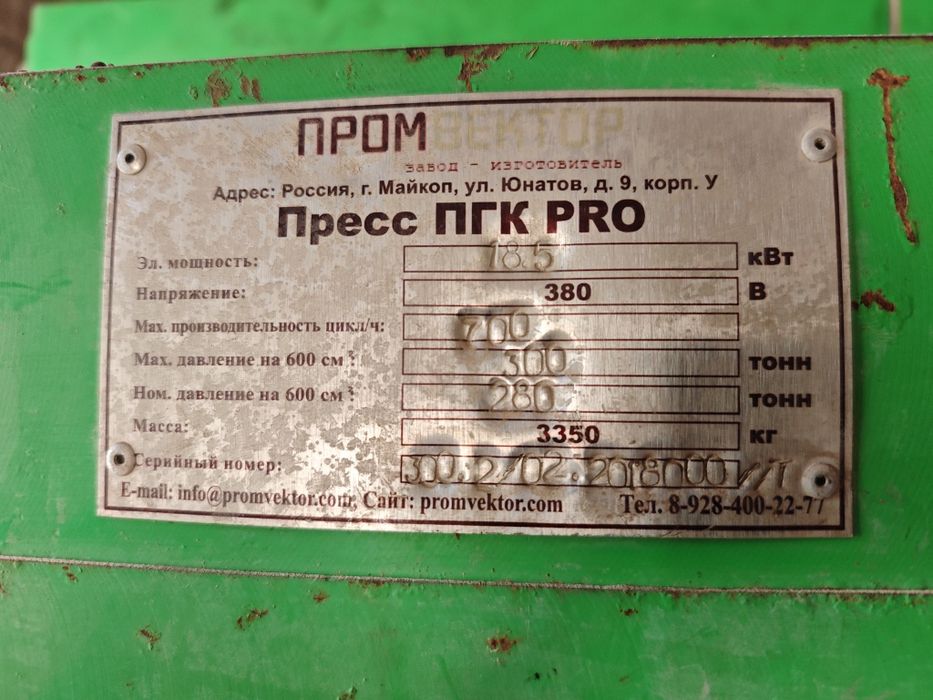 ПРОМВЕКТОР
завод - изготовитель
Адрес: Россия, г. Майкоп, ул. Юнатов, д. 9, корп. У
Пресс ПГК PRO
Эл. мощность: 18.5 кВт
Напряжение: 380 В
Мах. производительность цикл/ч: 700
Мах. давление на 600 см ²: 300 тонн
Ном. давление на 600 см ²: 280 тонн
Масса: 3350 кг
Серийный номер:
E-mail: info@promvektor.com, Сайт: promvektor.com Тел. 8-928-400-22-77